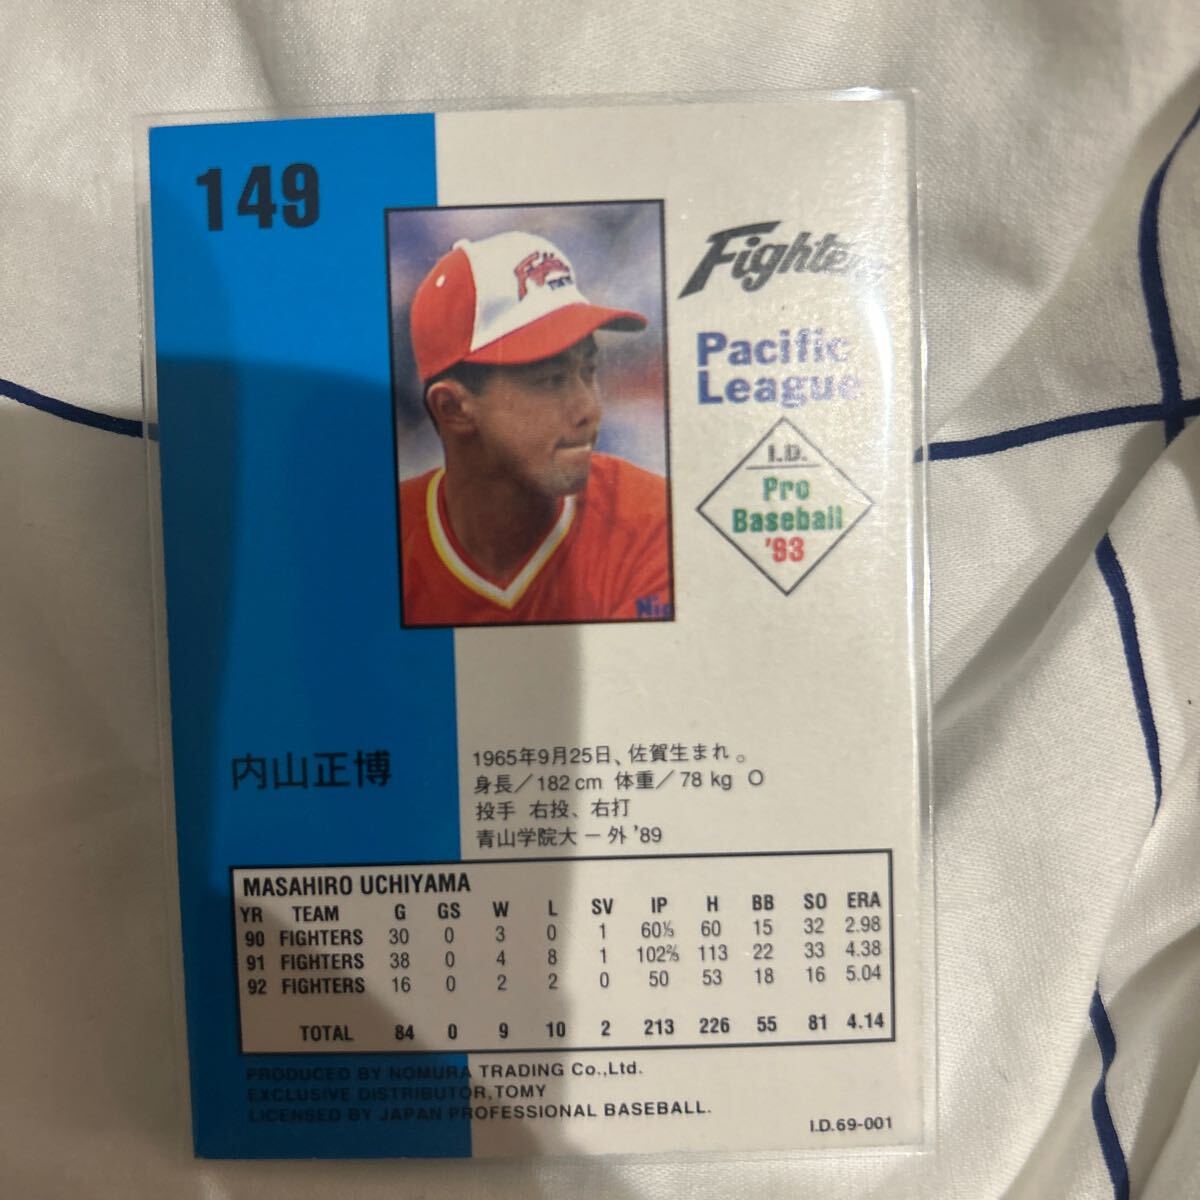 149
Fighters
Pacific
League
I.D.
Pro
Baseball
'93
内山正博
1965年9月25日、佐賀生まれ。
身長／182cm 体重／78kg O
投手 右投、右打
青山学院大 － 外 '89
MASAHIRO UCHIYAMA
YR TEAM G GS W L SV IP H BB SO ERA
90 FIGHTERS 30 0 3 0 1 60⅓ 60 15 32 2.98
91 FIGHTERS 38 0 4 8 1 102⅔ 113 22 33 4.38
92 FIGHTERS 16 0 2 2 0 50 53 18 16 5.04
TOTAL 84 0 9 10 2 213 226 55 81 4.14
PRODUCED BY NOMURA TRADING Co.,Ltd.
EXCLUSIVE DISTRIBUTOR,TOMY
LICENSED BY JAPAN PROFESSIONAL BASEBALL.
I.D.69-001